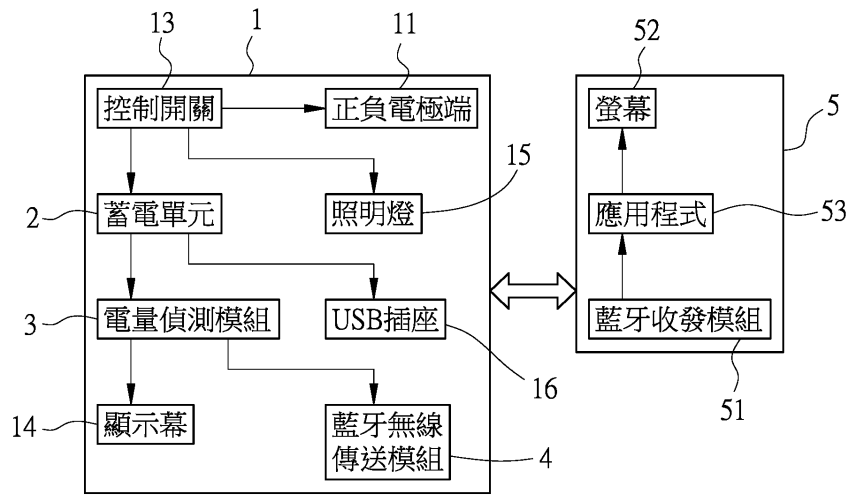 13
1
11
52
控制開關
正負電極端
螢幕
5
15
2
蓄電單元
照明燈
應用程式
53
3
電量偵測模組
USB插座
藍牙收發模組
16
51
14
顯示幕
藍牙無線
傳送模組
4